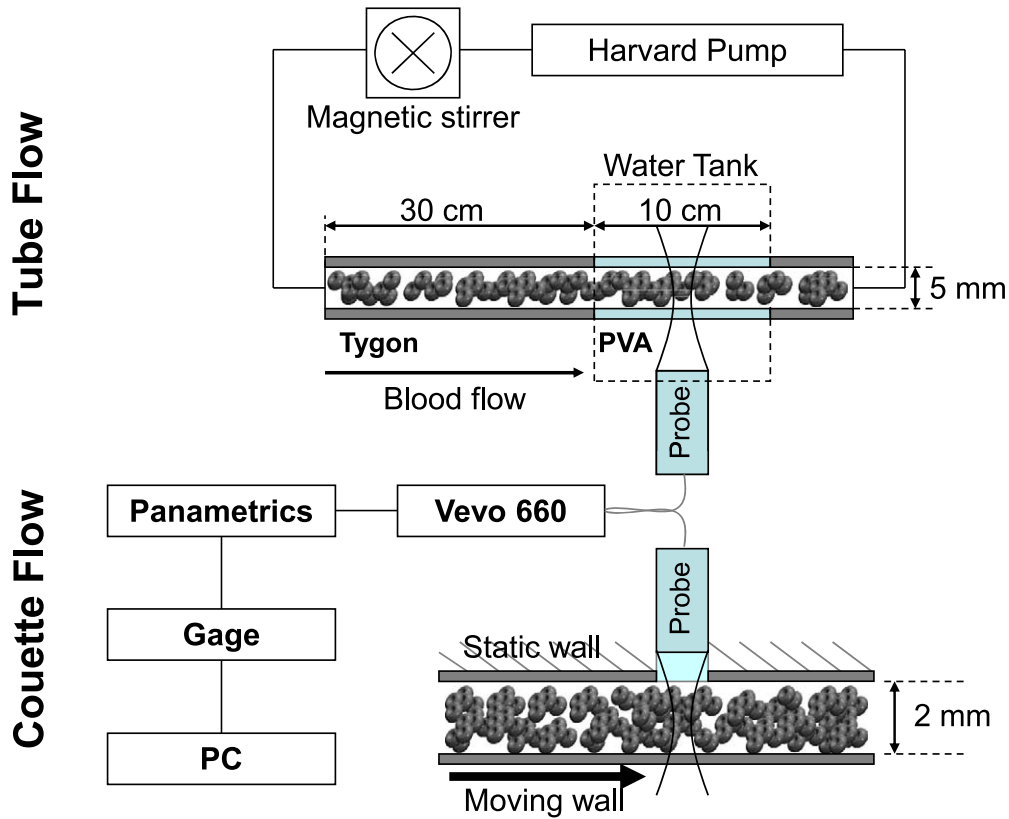 Tube Flow
Harvard Pump
Magnetic stirrer
Water Tank
30 cm
10 cm
5 mm
Tygon
PVA
Blood flow
Probe
Couette Flow
Panametrics
Vevo 660
Probe
Gage
Static wall
2 mm
PC
Moving wall